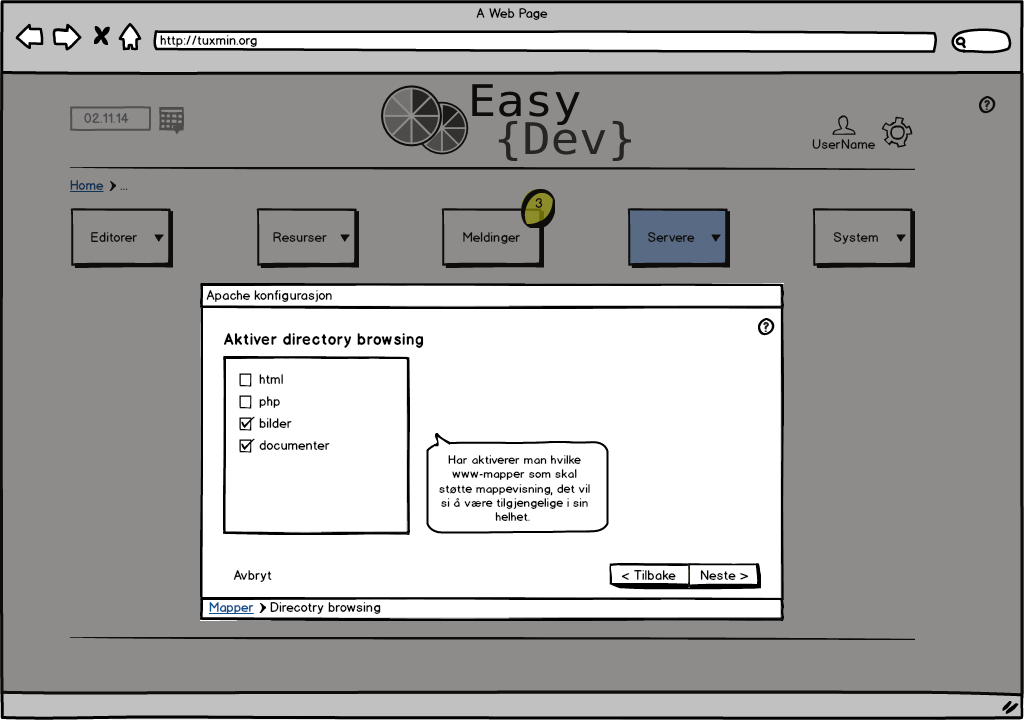 A Web Page
http://tuxmin.org
02.11.14
Easy
{Dev}
?
UserName
Home > ...
Editorer
Resurser
Meldinger
3
Servere
System
Apache konfigurasjon
?
Aktiver directory browsing
html
php
bilder
documenter
Har aktiverer man hvilke
www-mapper som skal
støtte mappevisning, det vil
si å være tilgjengelige i sin
helhet.
Avbryt
< Tilbake
Neste >
Mapper > Direcotry browsing